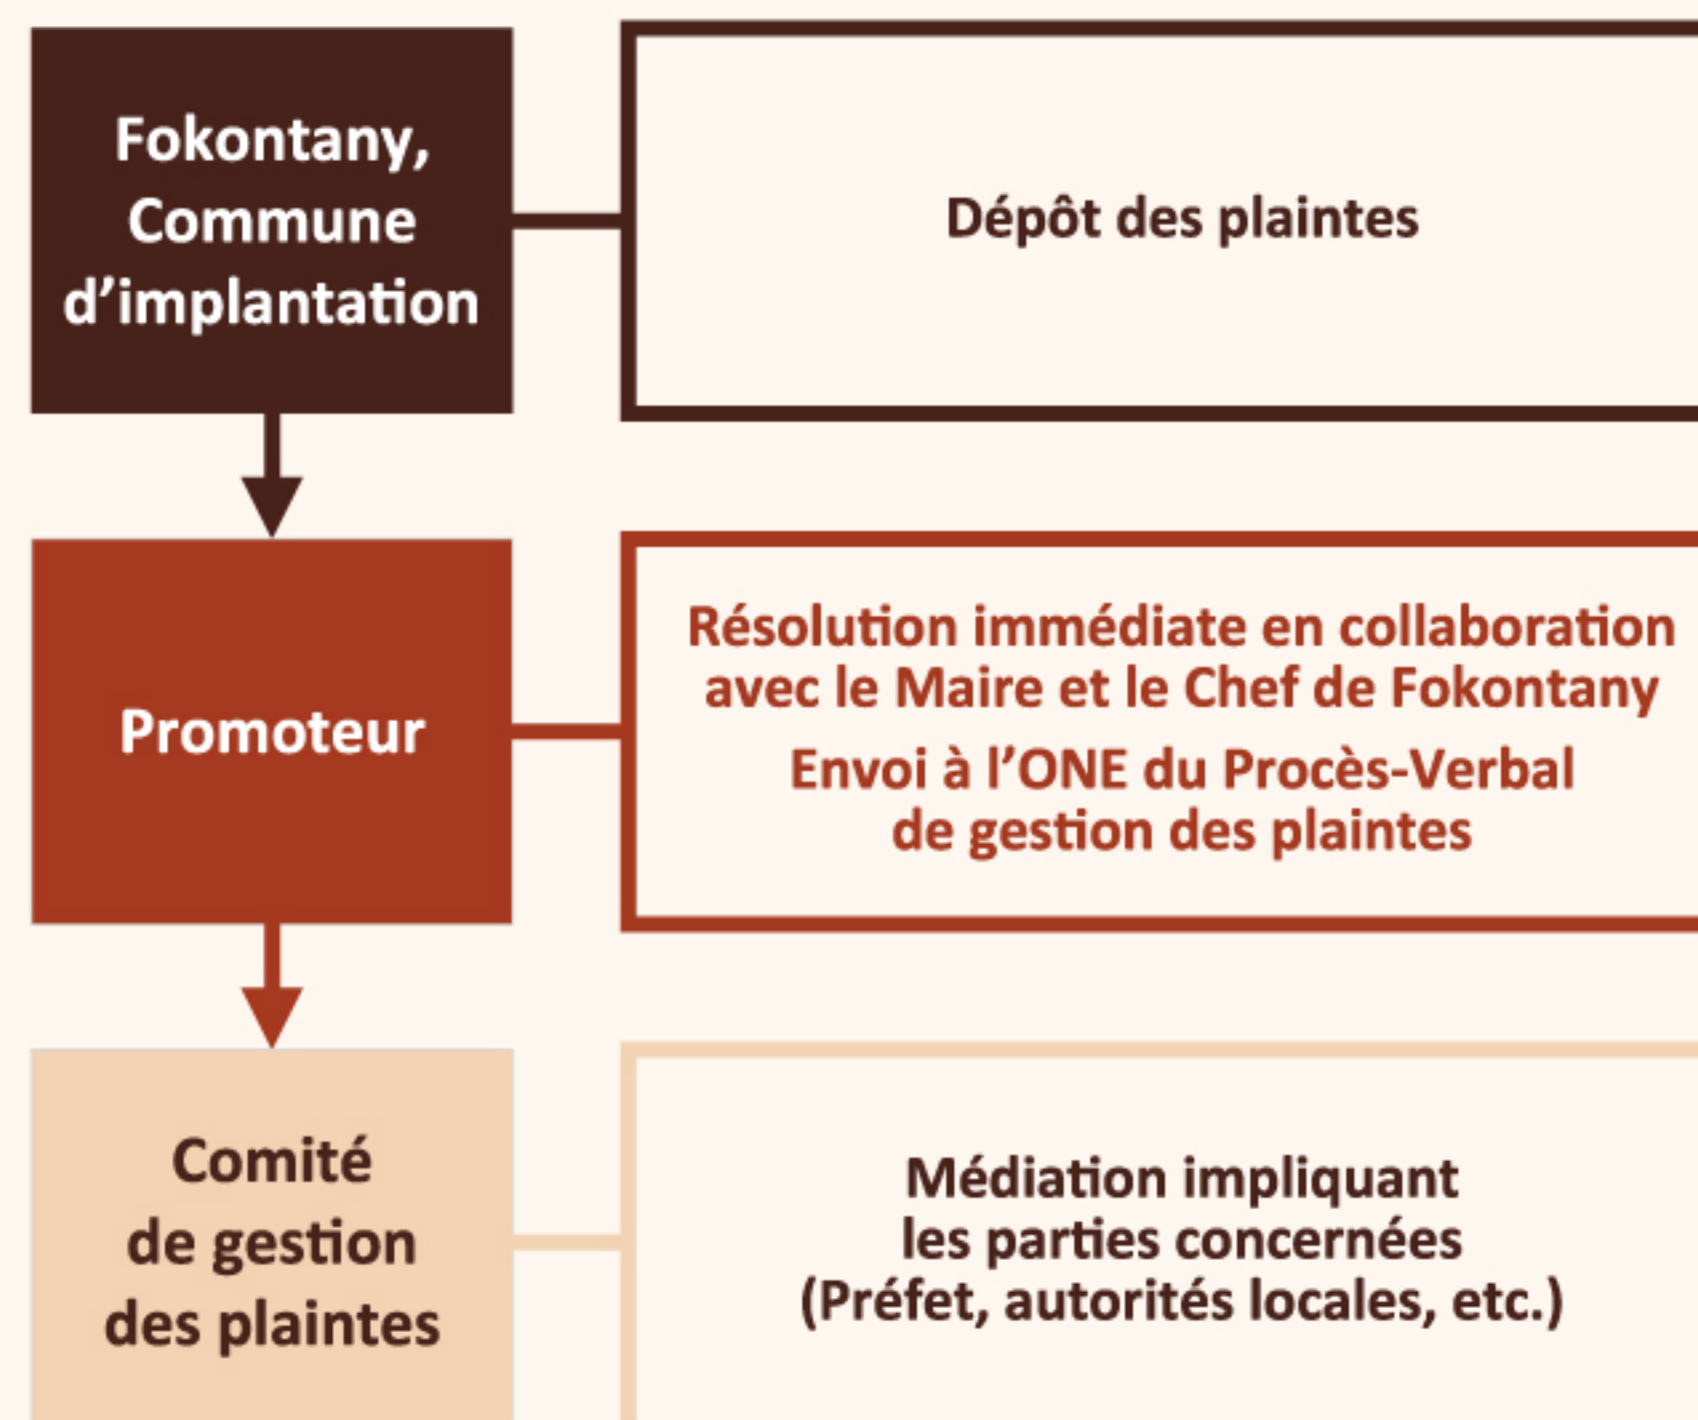 Fokontany,
Commune
d’implantation
Dépôt des plaintes
Promoteur
Résolution immédiate en collaboration
avec le Maire et le Chef de Fokontany
Envoi à l’ONE du Procès-Verbal
de gestion des plaintes
Comité
de gestion
des plaintes
Médiation impliquant
les parties concernées
(Préfet, autorités locales, etc.)